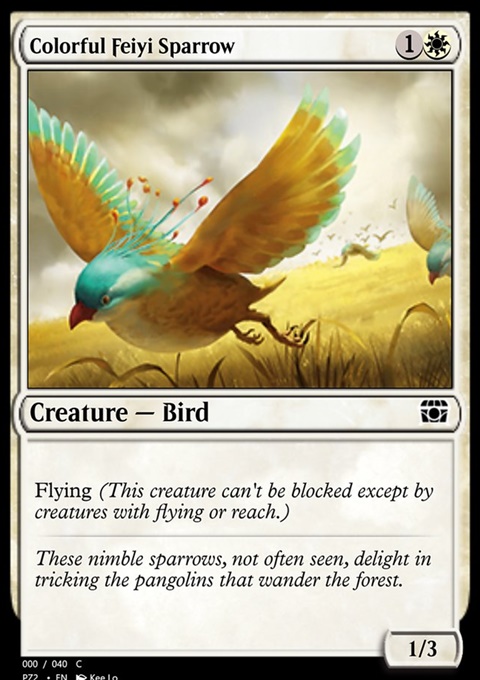 Colorful Feiyi Sparrow 1
Creature — Bird
Flying (This creature can't be blocked except by
creatures with flying or reach.)
These nimble sparrows, not often seen, delight in
tricking the pangolins that wander the forest.
1/3
000 / 040 C
PZ2 • EN Kee Lo